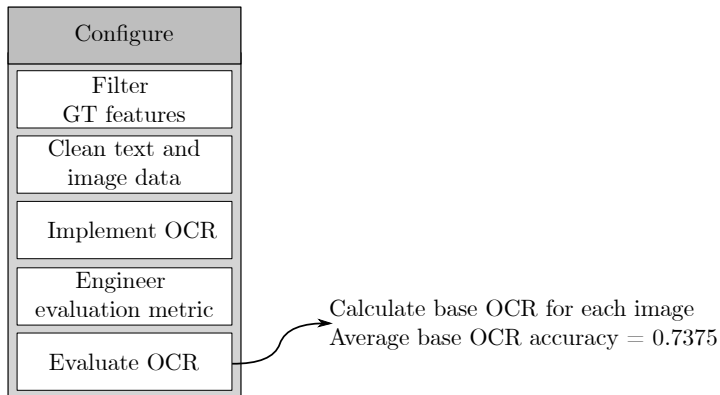 Configure
Filter
GT features
Clean text and
image data
Implement OCR
Engineer
evaluation metric
Evaluate OCR
Calculate base OCR for each image
Average base OCR accuracy = 0.7375